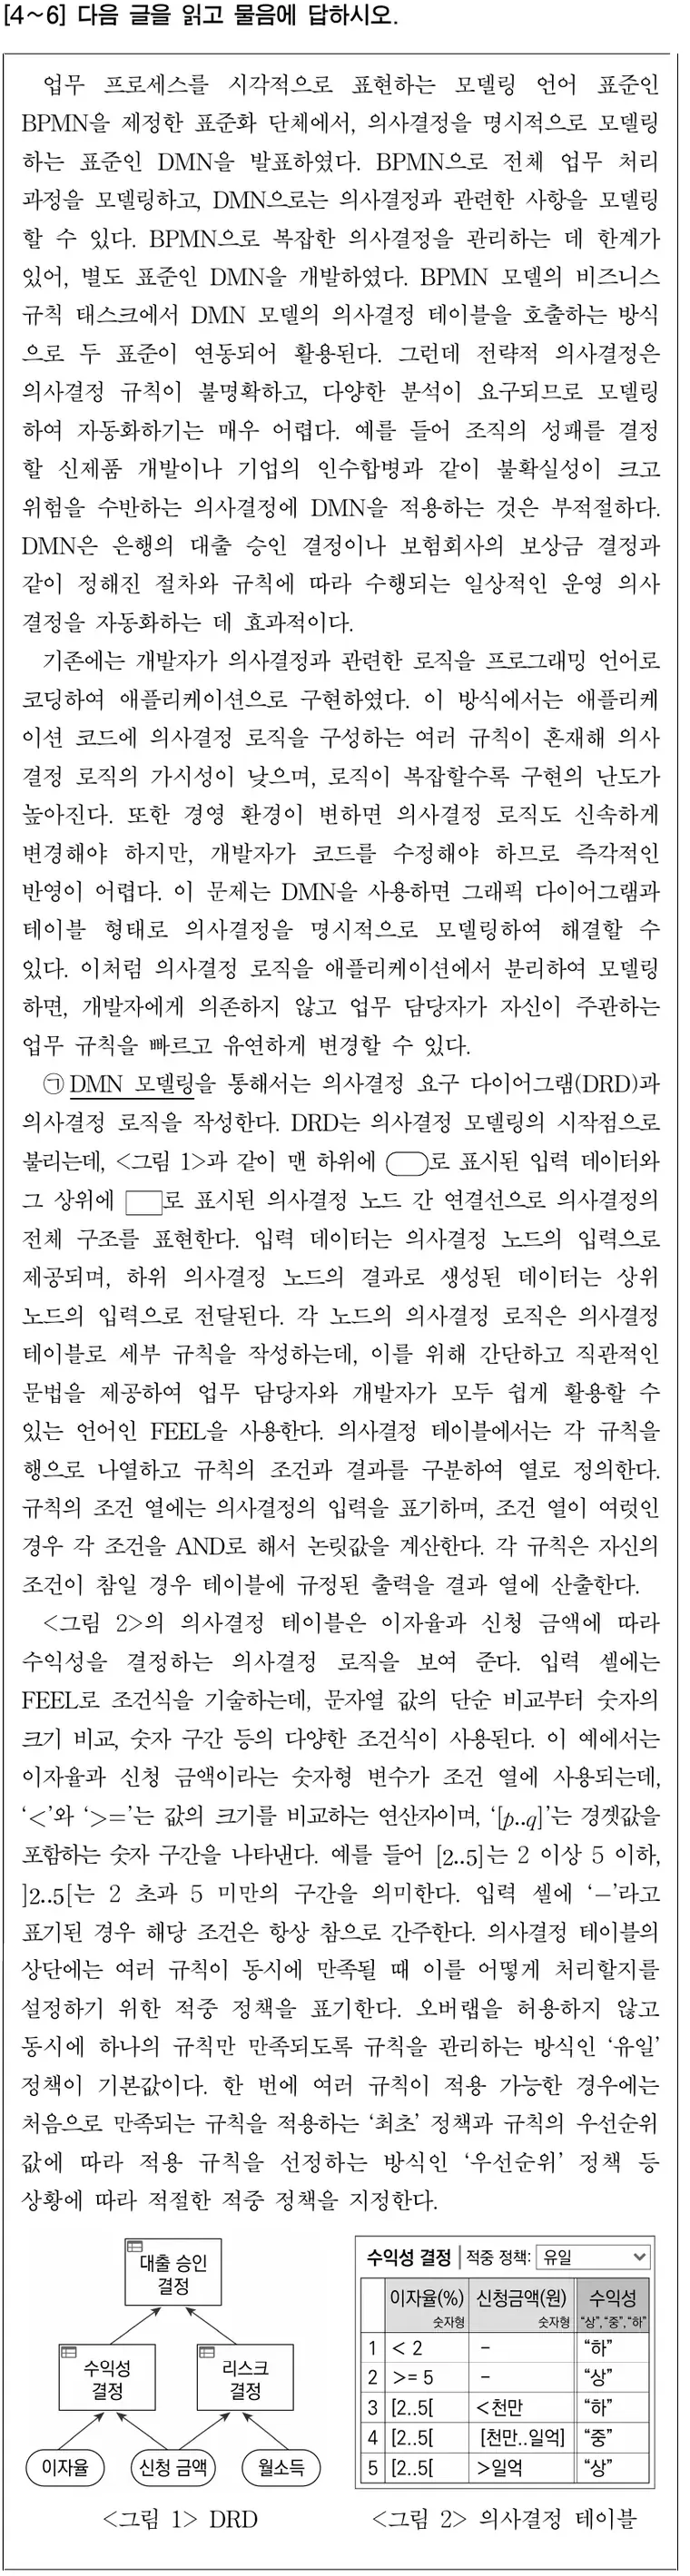 [4~6] 다음 글을 읽고 물음에 답하시오.
업무 프로세스를 시각적으로 표현하는 모델링 언어 표준인
BPMN을 제정한 표준화 단체에서, 의사결정을 명시적으로 모델링
하는 표준인 DMN을 발표하였다. BPMN으로 전체 업무 처리
과정을 모델링하고, DMN으로는 의사결정과 관련한 사항을 모델링
할 수 있다. BPMN으로 복잡한 의사결정을 관리하는 데 한계가
있어, 별도 표준인 DMN을 개발하였다. BPMN 모델의 비즈니스
규칙 태스크에서 DMN 모델의 의사결정 테이블을 호출하는 방식
으로 두 표준이 연동되어 활용된다. 그런데 전략적 의사결정은
의사결정 규칙이 불명확하고, 다양한 분석이 요구되므로 모델링
하여 자동화하기는 매우 어렵다. 예를 들어 조직의 성패를 결정
할 신제품 개발이나 기업의 인수합병과 같이 불확실성이 크고
위험을 수반하는 의사결정에 DMN을 적용하는 것은 부적절하다.
DMN은 은행의 대출 승인 결정이나 보험회사의 보상금 결정과
같이 정해진 절차와 규칙에 따라 수행되는 일상적인 운영 의사
결정을 자동화하는 데 효과적이다.
기존에는 개발자가 의사결정과 관련한 로직을 프로그래밍 언어로
코딩하여 애플리케이션으로 구현하였다. 이 방식에서는 애플리케
이션 코드에 의사결정 로직을 구성하는 여러 규칙이 혼재해 의사
결정 로직의 가시성이 낮으며, 로직이 복잡할수록 구현의 난도가
높아진다. 또한 경영 환경이 변하면 의사결정 로직도 신속하게
변경해야 하지만, 개발자가 코드를 수정해야 하므로 즉각적인
반영이 어렵다. 이 문제는 DMN을 사용하면 그래픽 다이어그램과
테이블 형태로 의사결정을 명시적으로 모델링하여 해결할 수
있다. 이처럼 의사결정 로직을 애플리케이션에서 분리하여 모델링
하면, 개발자에게 의존하지 않고 업무 담당자가 자신이 주관하는
업무 규칙을 빠르고 유연하게 변경할 수 있다.
㉠ DMN 모델링을 통해서는 의사결정 요구 다이어그램(DRD)과
의사결정 로직을 작성한다. DRD는 의사결정 모델링의 시작점으로
불리는데, <그림 1>과 같이 맨 하위에 로 표시된 입력 데이터와
그 상위에 로 표시된 의사결정 노드 간 연결선으로 의사결정의
전체 구조를 표현한다. 입력 데이터는 의사결정 노드의 입력으로
제공되며, 하위 의사결정 노드의 결과로 생성된 데이터는 상위
노드의 입력으로 전달된다. 각 노드의 의사결정 로직은 의사결정
테이블로 세부 규칙을 작성하는데, 이를 위해 간단하고 직관적인
문법을 제공하여 업무 담당자와 개발자가 모두 쉽게 활용할 수
있는 언어인 FEEL을 사용한다. 의사결정 테이블에서는 각 규칙을
행으로 나열하고 규칙의 조건과 결과를 구분하여 열로 정의한다.
규칙의 조건 열에는 의사결정의 입력을 표기하며, 조건 열이 여럿인
경우 각 조건을 AND로 해서 논릿값을 계산한다. 각 규칙은 자신의
조건이 참일 경우 테이블에 규정된 출력을 결과 열에 산출한다.
<그림 2>의 의사결정 테이블은 이자율과 신청 금액에 따라
수익성을 결정하는 의사결정 로직을 보여 준다. 입력 셀에는
FEEL로 조건식을 기술하는데, 문자열 값의 단순 비교부터 숫자의
크기 비교, 숫자 구간 등의 다양한 조건식이 사용된다. 이 예에서는
이자율과 신청 금액이라는 숫자형 변수가 조건 열에 사용되는데,
‘<’와 ‘>=’는 값의 크기를 비교하는 연산자이며, ‘[p..q]’는 경곗값을
포함하는 숫자 구간을 나타낸다. 예를 들어 [2..5]는 2 이상 5 이하,
]2..5[는 2 초과 5 미만의 구간을 의미한다. 입력 셀에 ‘−’라고
표기된 경우 해당 조건은 항상 참으로 간주한다. 의사결정 테이블의
상단에는 여러 규칙이 동시에 만족될 때 이를 어떻게 처리할지를
설정하기 위한 적중 정책을 표기한다. 오버랩을 허용하지 않고
동시에 하나의 규칙만 만족되도록 규칙을 관리하는 방식인 ‘유일’
정책이 기본값이다. 한 번에 여러 규칙이 적용 가능한 경우에는
처음으로 만족되는 규칙을 적용하는 ‘최초’ 정책과 규칙의 우선순위
값에 따라 적용 규칙을 선정하는 방식인 ‘우선순위’ 정책 등
상황에 따라 적절한 적중 정책을 지정한다.
대출 승인
결정
수익성
결정
리스크
결정
이자율
신청 금액
월소득
<그림 1> DRD
수익성 결정 적중 정책: 유일
이자율(%) 신청금액(원) 수익성
숫자형 숫자형 “상”, “중”, “하”
1 < 2 - “하”
2 >= 5 - “상”
3 [2..5[ <천만 “하”
4 [2..5[ [천만..일억] “중”
5 [2..5[ >일억 “상”
<그림 2> 의사결정 테이블